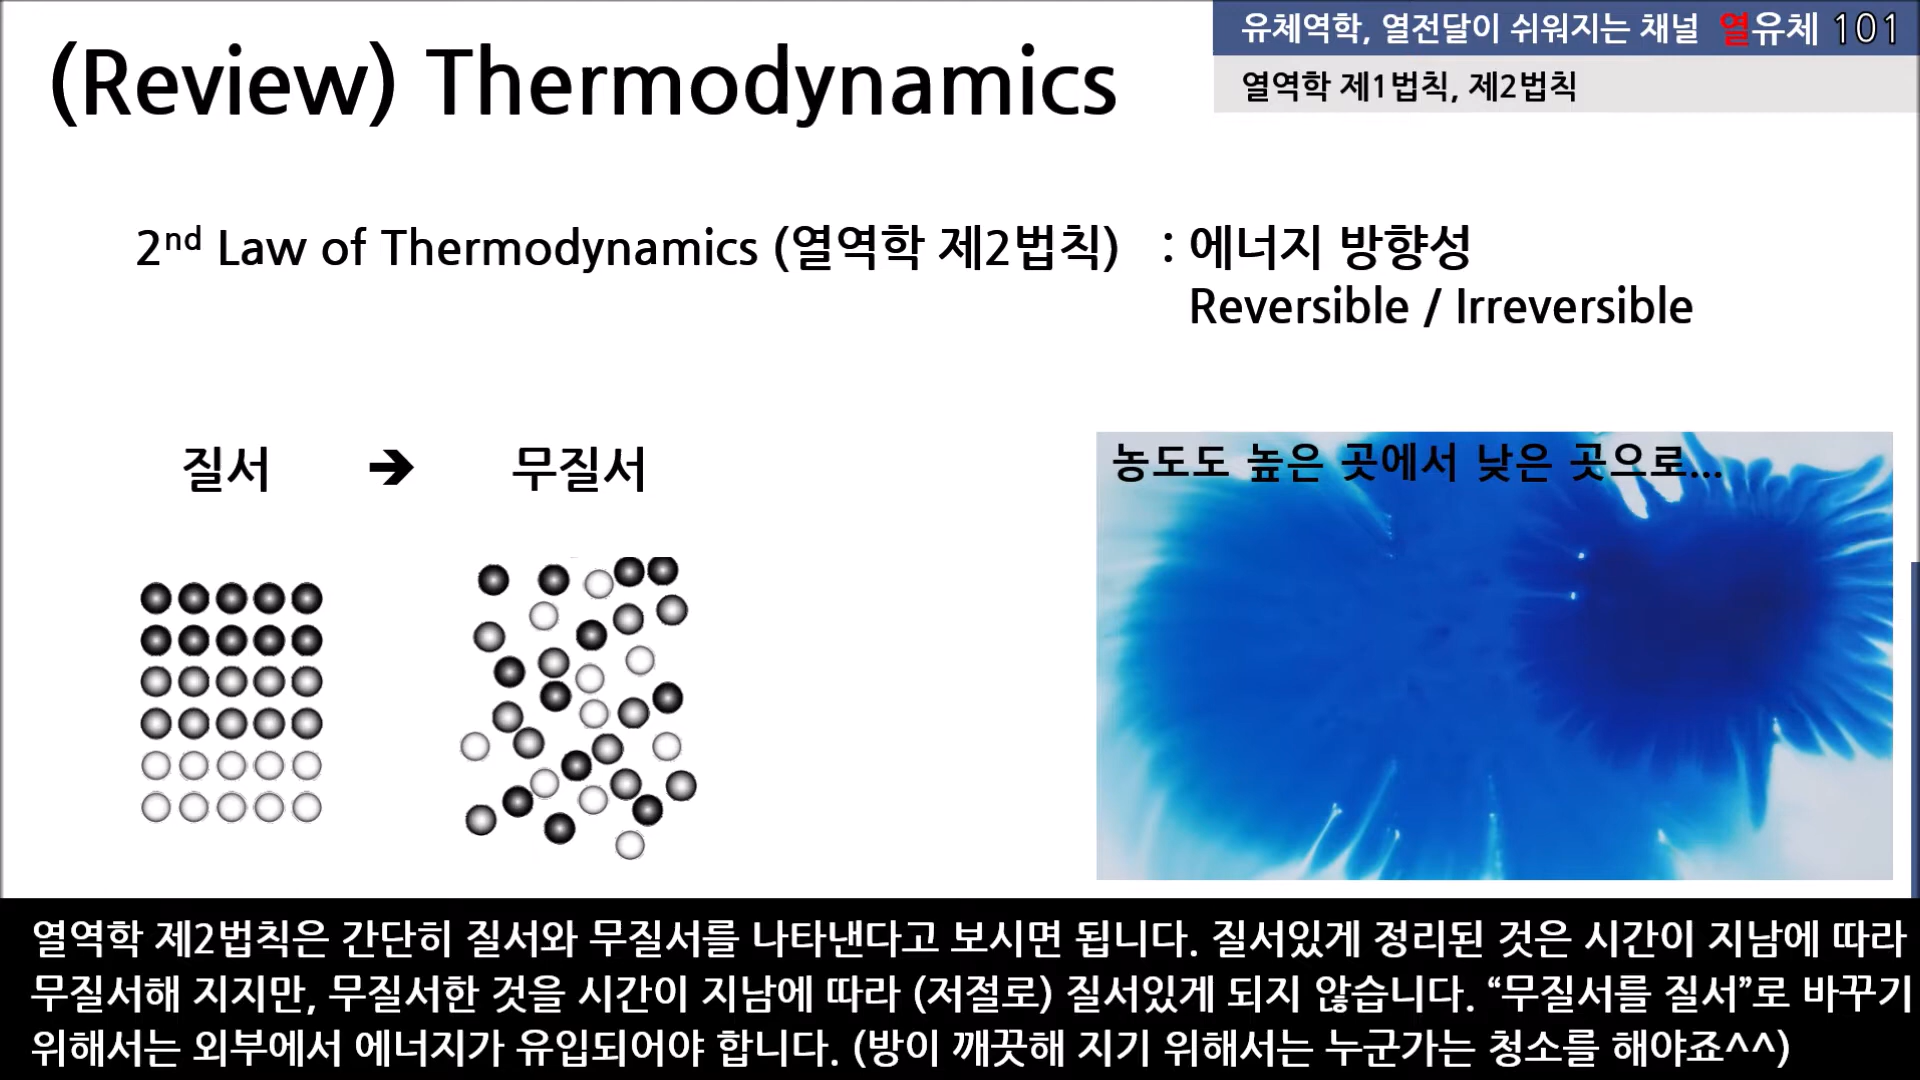 (Review) Thermodynamics
유체역학, 열전달이 쉬워지는 채널 열유체 101
열역학 제1법칙, 제2법칙
2nd Law of Thermodynamics (열역학 제2법칙) : 에너지 방향성
Reversible / Irreversible
질서 ➔ 무질서
농도도 높은 곳에서 낮은 곳으로...
열역학 제2법칙은 간단히 질서와 무질서를 나타낸다고 보시면 됩니다. 질서있게 정리된 것은 시간이 지남에 따라
무질서해 지지만, 무질서한 것을 시간이 지남에 따라 (저절로) 질서있게 되지 않습니다. “무질서를 질서”로 바꾸기
위해서는 외부에서 에너지가 유입되어야 합니다. (방이 깨끗해 지기 위해서는 누군가는 청소를 해야죠^^)